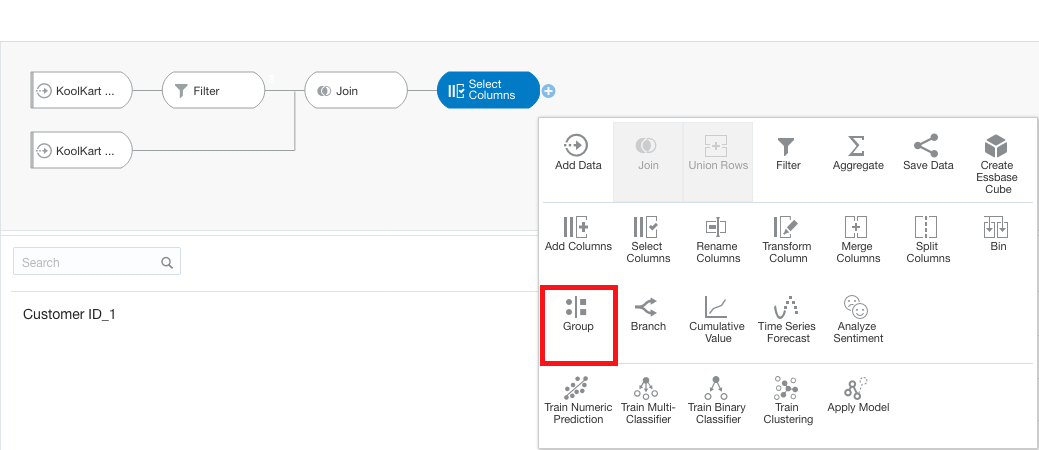 KoolKart ...
Filter
Join
Select
Columns
KoolKart ...
Add Data
Join
Union Rows
Filter
Aggregate
Save Data
Create
Essbase
Cube
Add Columns
Select
Columns
Rename
Columns
Transform
Column
Merge
Columns
Split
Columns
Bin
Search
Group
Branch
Cumulative
Value
Time Series
Forecast
Analyze
Sentiment
Customer ID_1
Train Numeric
Prediction
Train Multi-
Classifier
Train Binary
Classifier
Train
Clustering
Apply Model